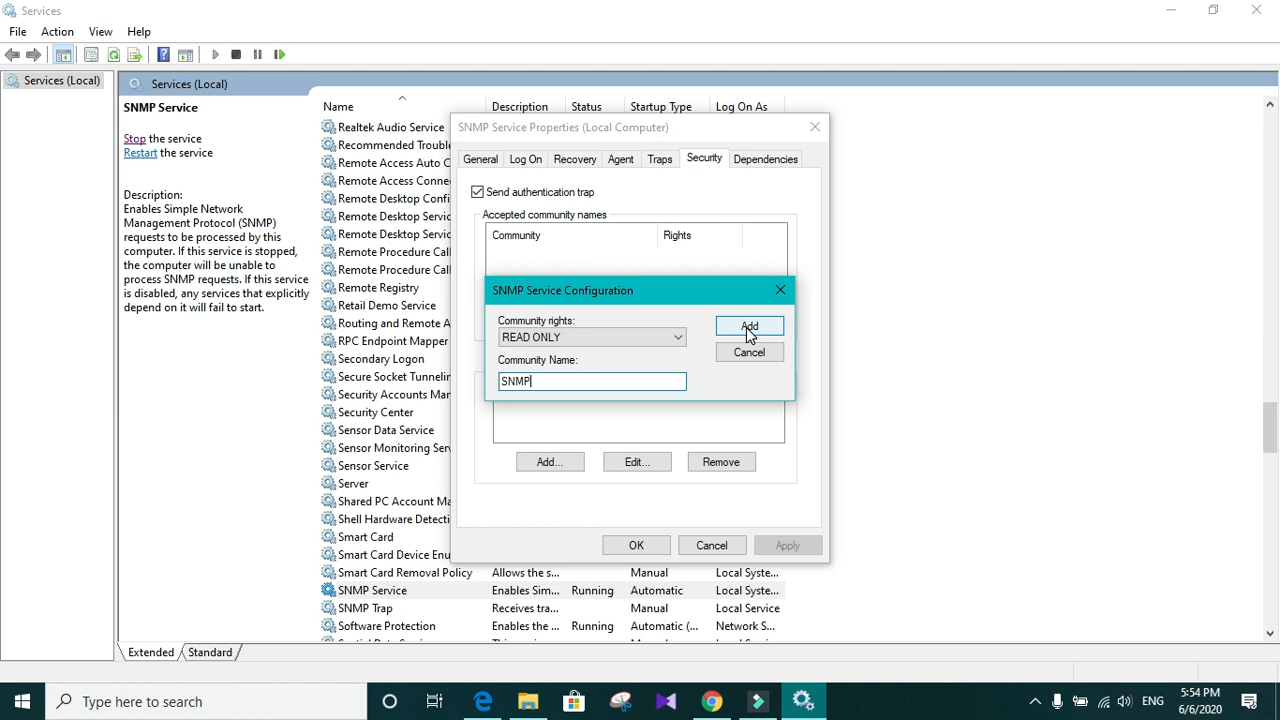 Services
File Action View Help
Services (Local)
Services (Local)
SNMP Service
Stop the service
Restart the service
Description:
Enables Simple Network
Management Protocol (SNMP)
requests to be processed by this
computer. If this service is stopped,
the computer will be unable to
process SNMP requests. If this service
is disabled, any services that explicitly
depend on it will fail to start.
Name Description Status Startup Type Log On As
Realtek Audio Service
Recommended Troubl
Remote Access Auto C
Remote Access Conne
Remote Desktop Confi
Remote Desktop Servic
Remote Desktop Servic
Remote Procedure Call
Remote Procedure Call
Remote Registry
Retail Demo Service
Routing and Remote A
RPC Endpoint Mapper
Secondary Logon
Secure Socket Tunnelin
Security Accounts Mar
Security Center
Sensor Data Service
Sensor Monitoring Serv
Sensor Service
Server
Shared PC Account Ma
Shell Hardware Detecti
Smart Card
Smart Card Device Enu
Smart Card Removal Policy Allows the s... Manual Local Syste...
SNMP Service Enables Sim... Running Automatic Local Syste...
SNMP Trap Receives tra... Manual Local Service
Software Protection Enables the ... Running Automatic (... Network S...
SNMP Service Properties (Local Computer)
General Log On Recovery Agent Traps Security Dependencies
Send authentication trap
Accepted community names
Community Rights
SNMP Service Configuration
Community rights:
READ ONLY
Add
Cancel
Community Name:
SNMP
Add... Edit... Remove
OK Cancel Apply
Extended Standard
Type here to search
ENG
5:54 PM
6/6/2020